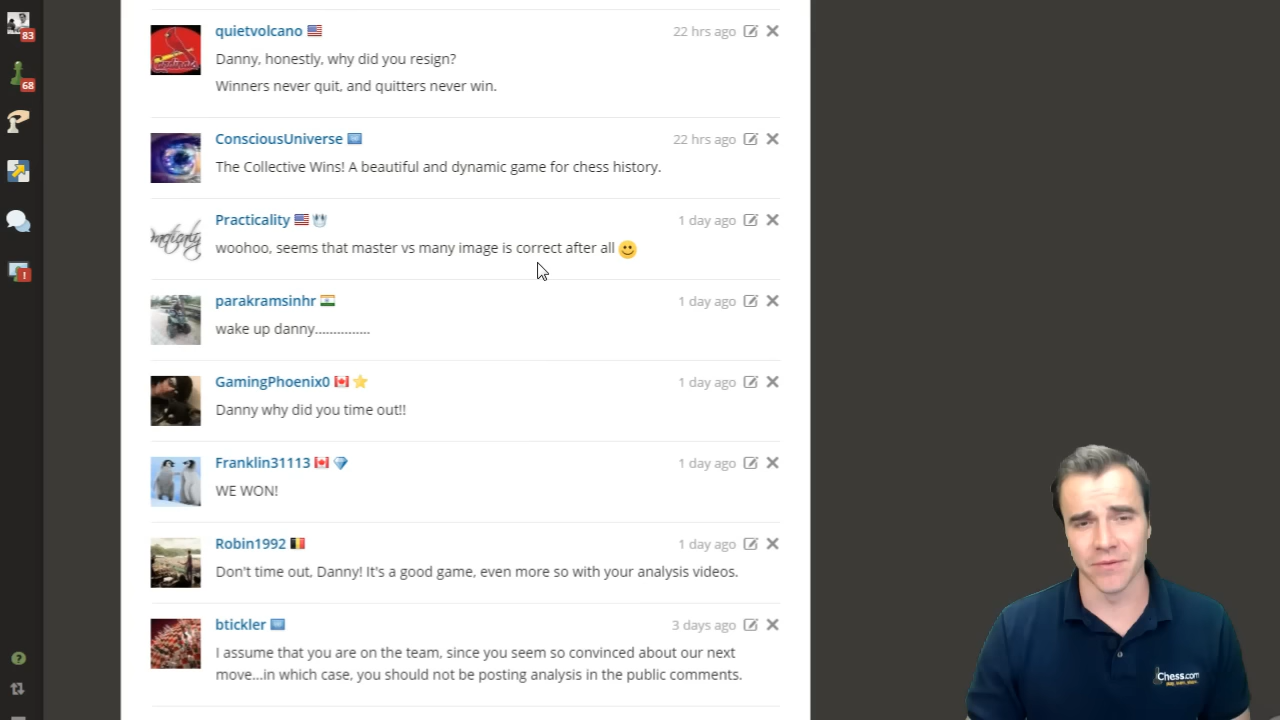 83
68
!
?
quietvolcano
22 hrs ago
Danny, honestly, why did you resign?
Winners never quit, and quitters never win.
ConsciousUniverse
22 hrs ago
The Collective Wins! A beautiful and dynamic game for chess history.
Practicality
1 day ago
woohoo, seems that master vs many image is correct after all
parakramsinhr
1 day ago
wake up danny...............
GamingPhoenix0
1 day ago
Danny why did you time out!!
Franklin31113
1 day ago
WE WON!
Robin1992
1 day ago
Don't time out, Danny! It's a good game, even more so with your analysis videos.
btickler
3 days ago
I assume that you are on the team, since you seem so convinced about our next
move...in which case, you should not be posting analysis in the public comments.
Chess.com